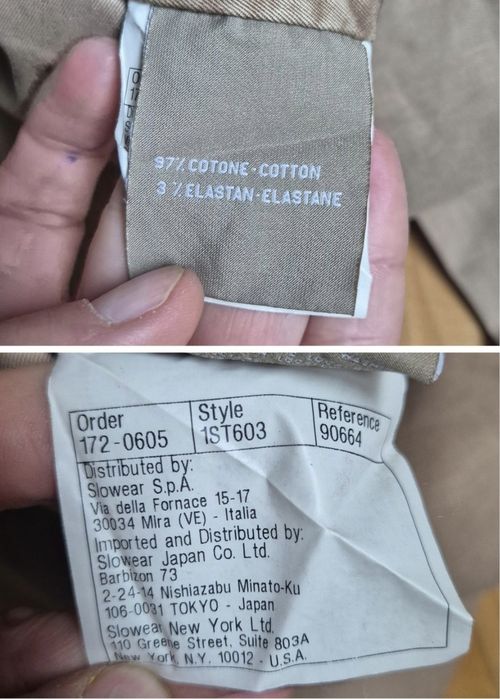 97% COTONE-COTTON
3 % ELASTAN-ELASTANE
Order
172-0605
Style
1ST603
Reference
90664
Distributed by:
Slowear S.p.A.
Via della Fornace 15-17
30034 Mira (VE) - Italia
Imported and Distributed by:
Slowear Japan Co. Ltd.
Barbizon 73
2-24-14 Nishiazabu Minato-Ku
106-0031 TOKYO - Japan
Slowear New York Ltd.
110 Greene Street, Suite 803A
New York, N.Y. 10012 - U.S.A.